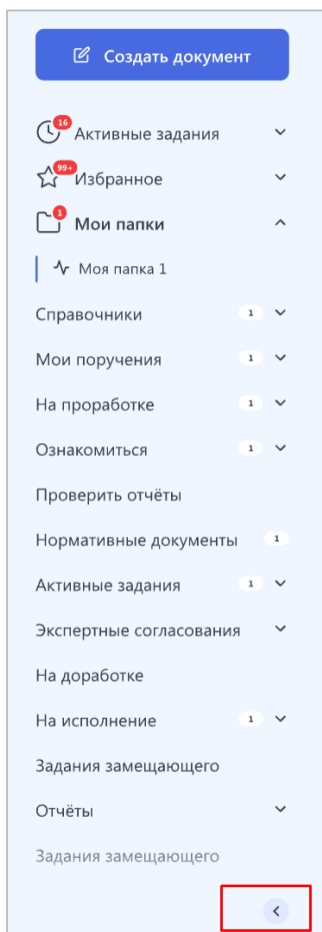 Создать документ
16
Активные задания
99+
Избранное
1
Мои папки
Моя папка 1
Справочники 1
Мои поручения 1
На проработке 1
Ознакомиться 1
Проверить отчёты
Нормативные документы 1
Активные задания 1
Экспертные согласования
На доработке
На исполнение 1
Задания замещающего
Отчёты
Задания замещающего